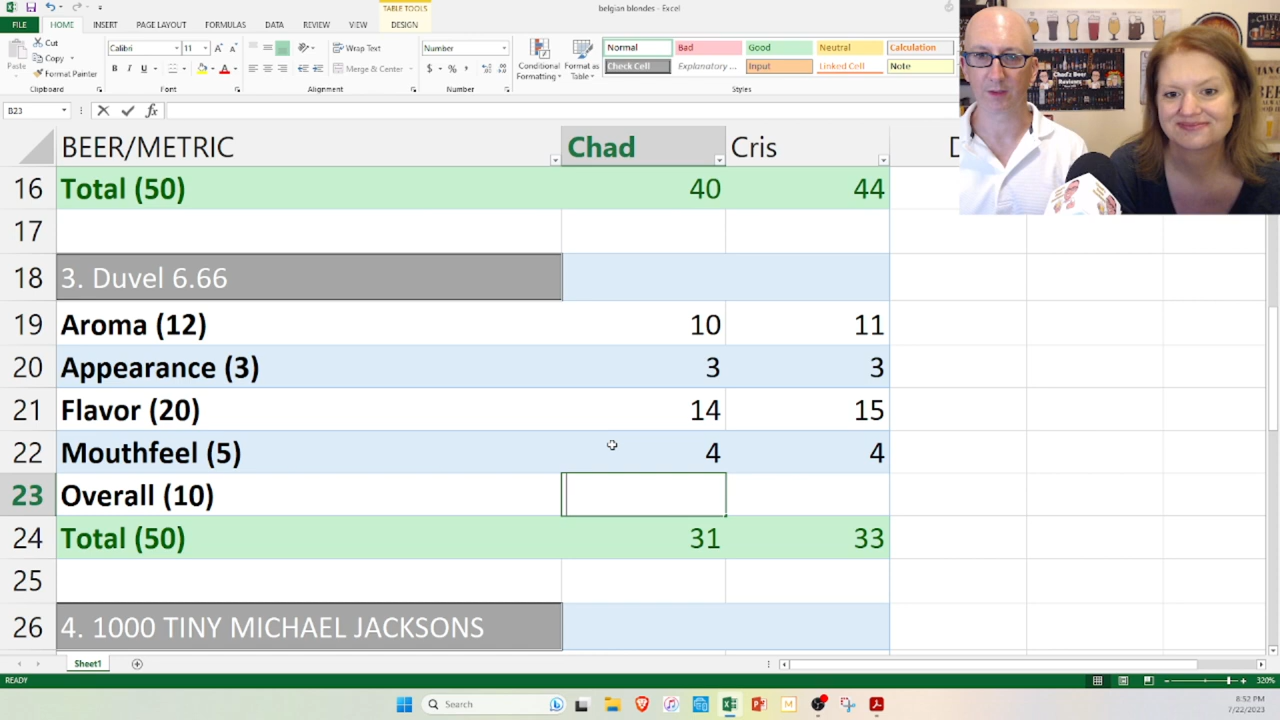 belgian blondes - Excel
TABLE TOOLS
FILE HOME INSERT PAGE LAYOUT FORMULAS DATA REVIEW VIEW DESIGN
Cut
Copy
Format Painter
Paste
Clipboard
Calibri 11
B I U
Font
Wrap Text
Merge & Center
Alignment
Number
$ % ,
Number
Conditional Formatting
Format as Table
Normal Bad Good Neutral Calculation
Check Cell Explanatory ... Input Linked Cell Note
Styles
B23
fx
BEER/METRIC Chad Cris D
16 Total (50) 40 44
17
18 3. Duvel 6.66
19 Aroma (12) 10 11
20 Appearance (3) 3 3
21 Flavor (20) 14 15
22 Mouthfeel (5) 4 4
23 Overall (10)
24 Total (50) 31 33
25
26 4. 1000 TINY MICHAEL JACKSONS
Sheet1
READY 320%
Search
8:52 PM
7/22/2023
Chad'z Beer
Reviews